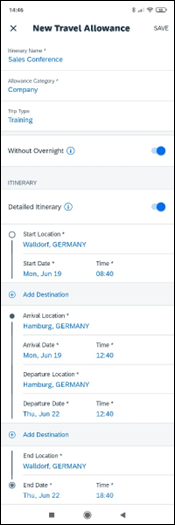 14:46
New Travel Allowance SAVE
Itinerary Name *
Sales Conference
Allowance Category *
Company
Trip Type
Training
Without Overnight
ITINERARY
Detailed Itinerary
Start Location *
Walldorf, GERMANY
Start Date * Time *
Mon, Jun 19 08:40
Add Destination
Arrival Location *
Hamburg, GERMANY
Arrival Date Time *
Mon, Jun 19 12:40
Departure Location *
Hamburg, GERMANY
Departure Date * Time *
Thu, Jun 22 12:40
Add Destination
End Location *
Walldorf, GERMANY
End Date * Time *
Thu, Jun 22 18:40